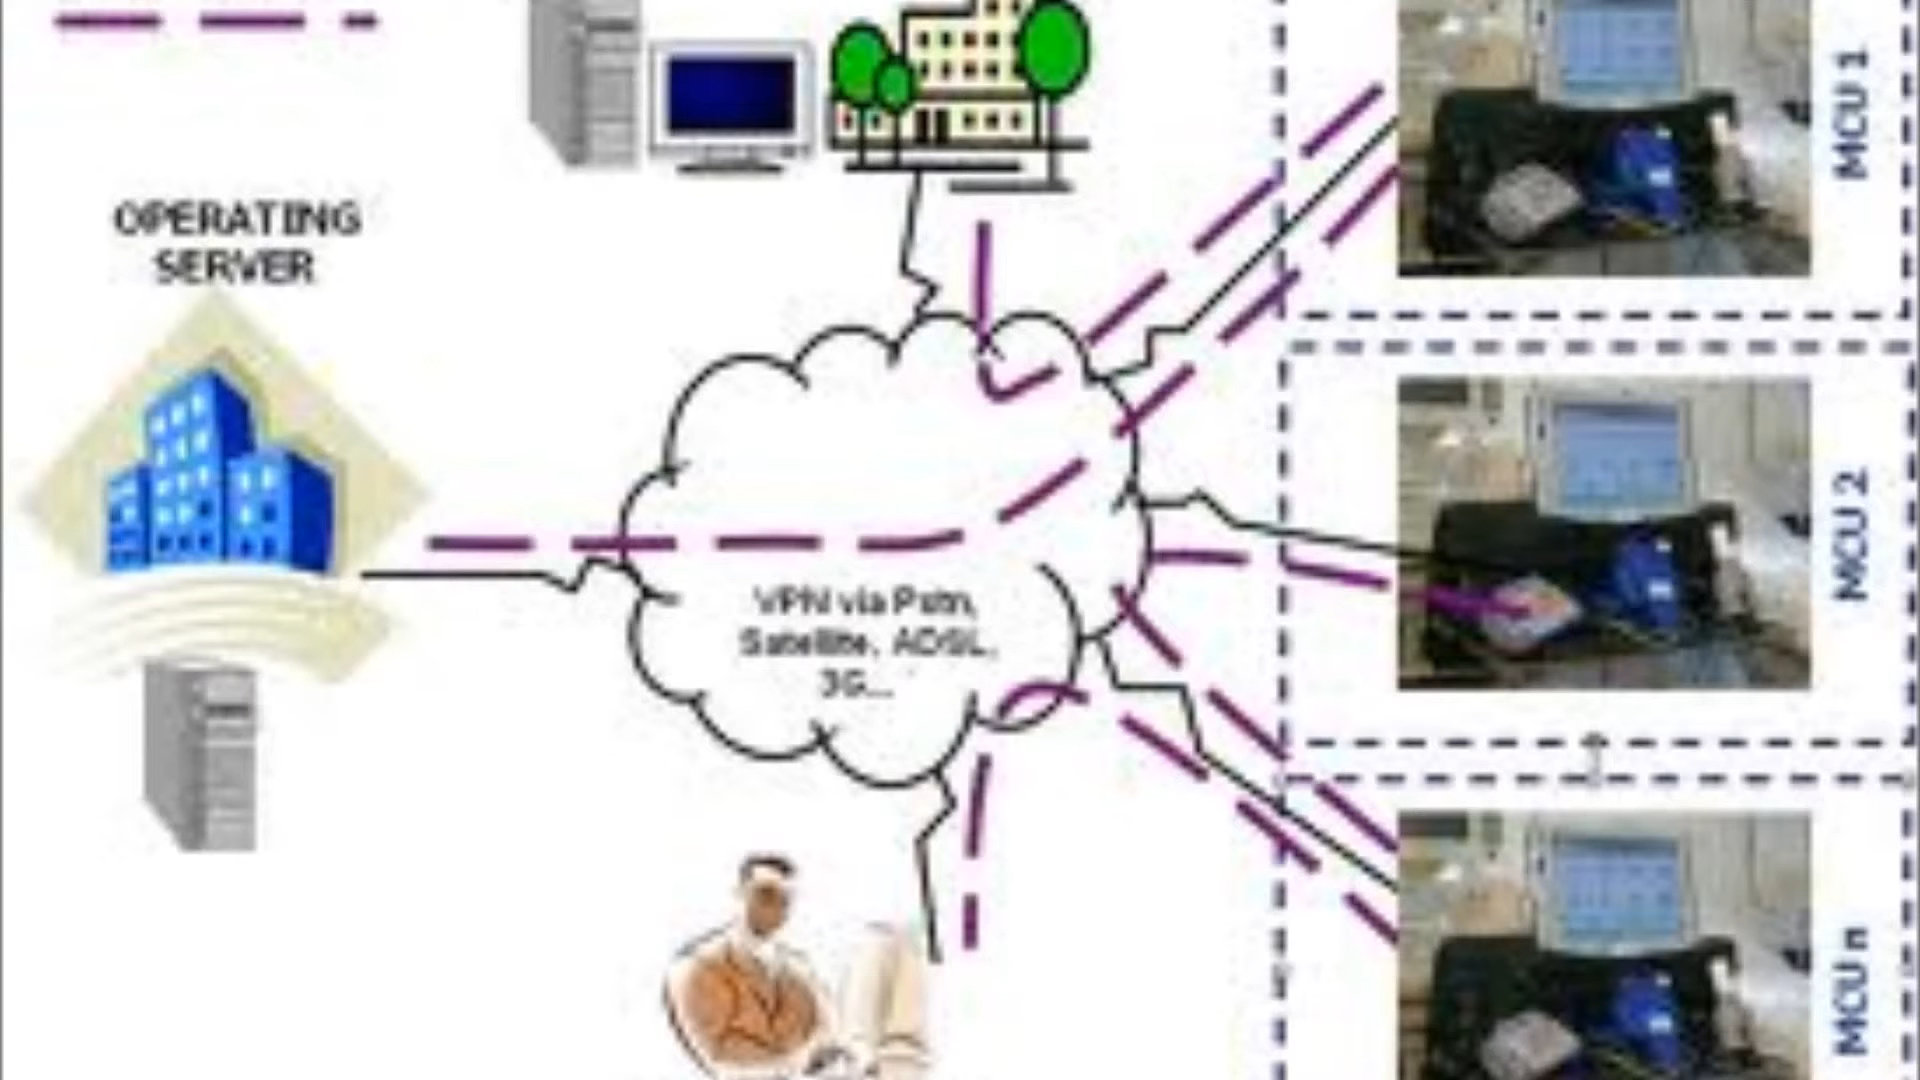 OPERATING
SERVER
VPN via Pstn,
Satellite, ADSL,
3G...
MCU 1
MCU 2
MCU n